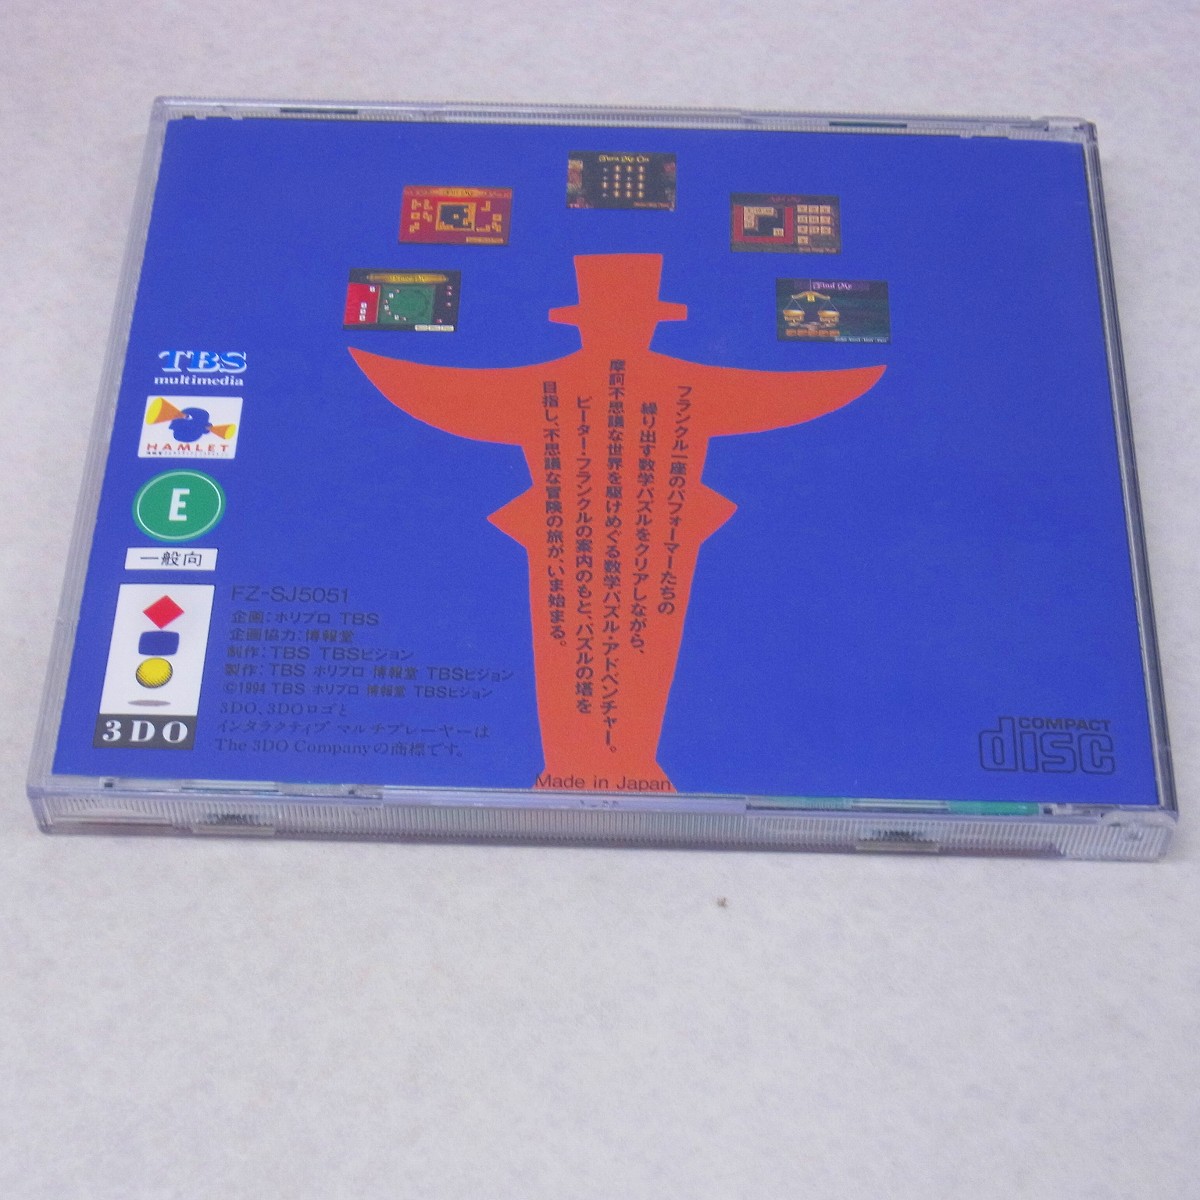 Turn Me On
Find Me
フランクル一座のパフォーマーたちの
繰り出す数学パズルをクリアしながら、
摩訶不思議な世界を駆けめぐる数学パズル・アドベンチャー。
ピーター・フランクルの案内のもと、パズルの塔を
目指し、不思議な冒険の旅が、いま始まる。
TBS
multimedia
HAMLET
E
一般向
3DO
FZ-SJ5051
企画:ホリプロ TBS
企画協力:博報堂
制作:TBS TBSビジョン
製作:TBS ホリプロ 博報堂 TBSビジョン
©1994 TBS ホリプロ 博報堂 TBSビジョン
3DO、3DOロゴと
インタラクティブ マルチプレーヤーは
The 3DO Companyの商標です。
Made in Japan
COMPACT
disc